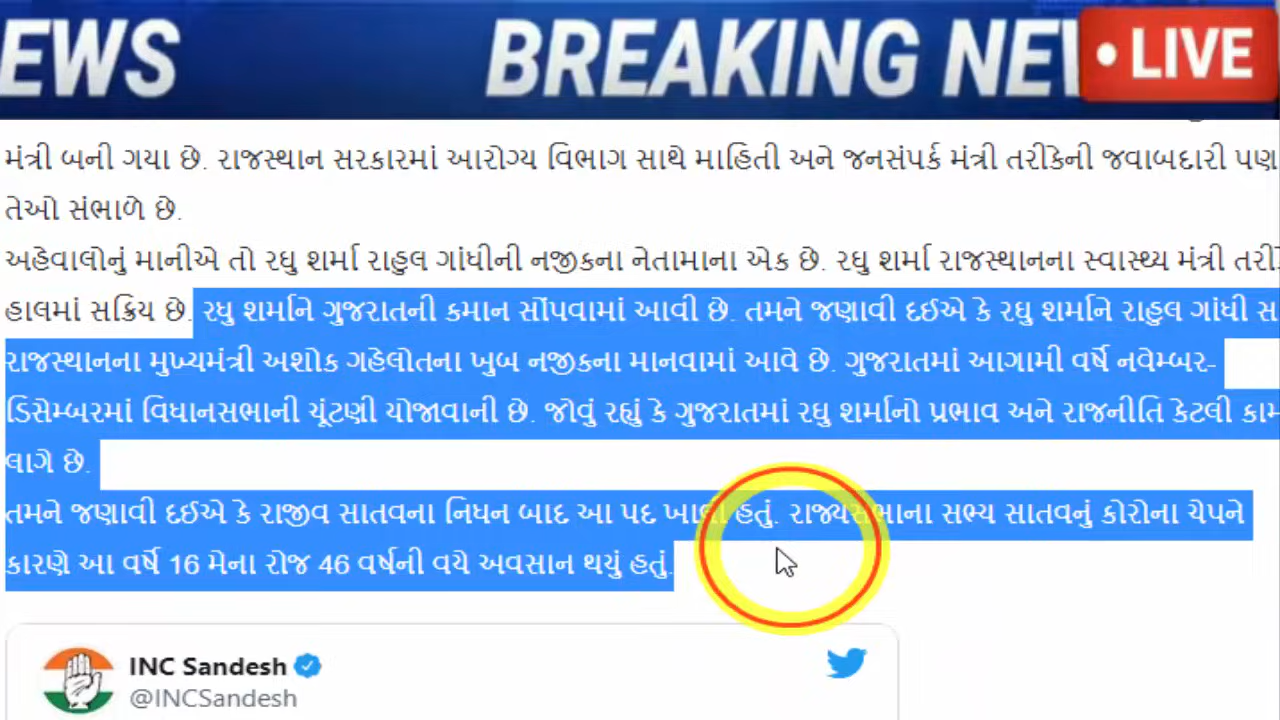 EWS BREAKING NEW LIVE
મંત્રી બની ગયા છે. રાજસ્થાન સરકારમાં આરોગ્ય વિભાગ સાથે માહિતી અને જનસંપર્ક મંત્રી તરીકેની જવાબદારી પણ
તેઓ સંભાળે છે.
અહેવાલોનું માનીએ તો રઘુ શર્મા રાહુલ ગાંધીની નજીકના નેતામાના એક છે. રઘુ શર્મા રાજસ્થાનના સ્વાસ્થ્ય મંત્રી
હાલમાં સક્રિય છે. રઘુ શર્માને ગુજરાતની કમાન સોંપવામાં આવી છે. તમને જણાવી દઈએ કે રઘુ શર્માને રાહુલ ગાંધી
રાજસ્થાનના મુખ્યમંત્રી અશોક ગહેલોતના ખુબ નજીકના માનવામાં આવે છે. ગુજરાતમાં આગામી વર્ષે નવેમ્બર-
ડિસેમ્બરમાં વિધાનસભાની ચૂંટણી યોજાવાની છે. જોવું રહ્યું કે ગુજરાતમાં રઘુ શર્માનો પ્રભાવ અને રાજનીતિ કેટલી
લાગે છે.
તમને જણાવી દઈએ કે રાજીવ સાતવના નિધન બાદ આ પદ ખાલી હતું. રાજ્યસભાના સભ્ય સાતવનું કોરોના ચેપને
કારણે આ વર્ષે 16 મેના રોજ 46 વર્ષની વયે અવસાન થયું હતું.
INC Sandesh
@INCSandesh